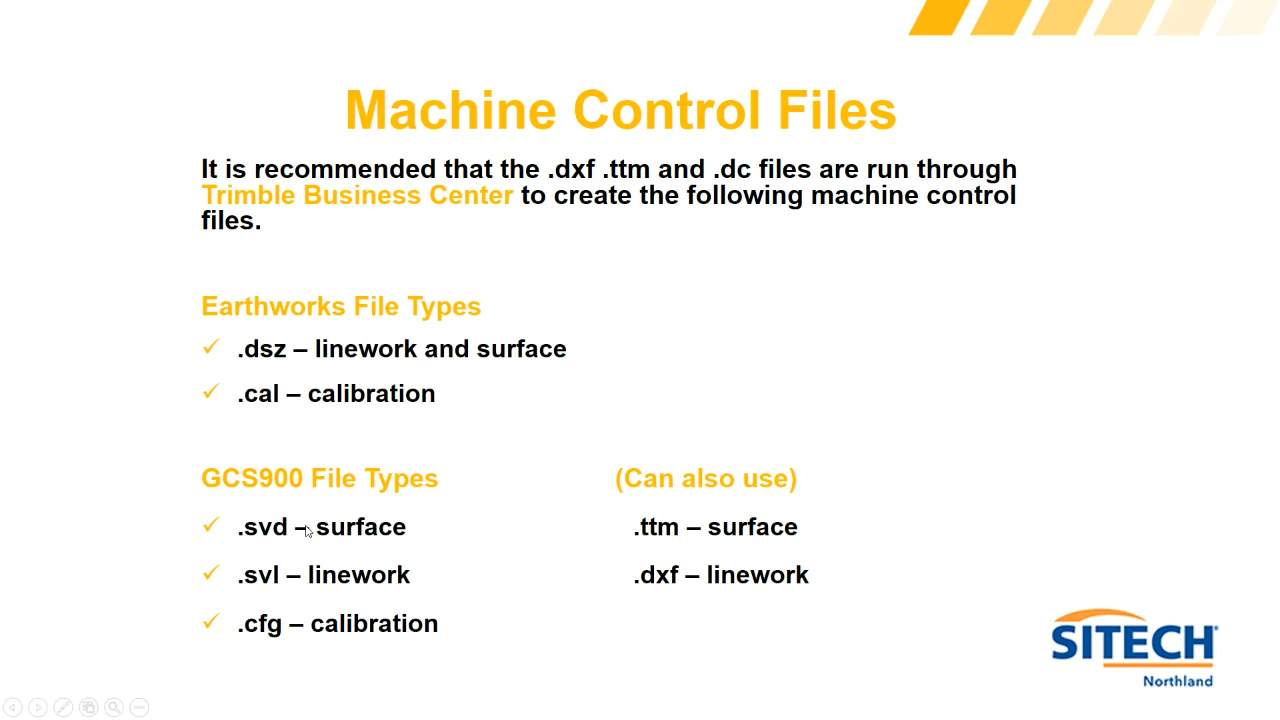 Machine Control Files
It is recommended that the .dxf .ttm and .dc files are run through
Trimble Business Center to create the following machine control
files.
Earthworks File Types
.dsz – linework and surface
.cal – calibration
GCS900 File Types
.svd – surface
.svl – linework
.cfg – calibration
(Can also use)
.ttm – surface
.dxf – linework
SITECH
Northland